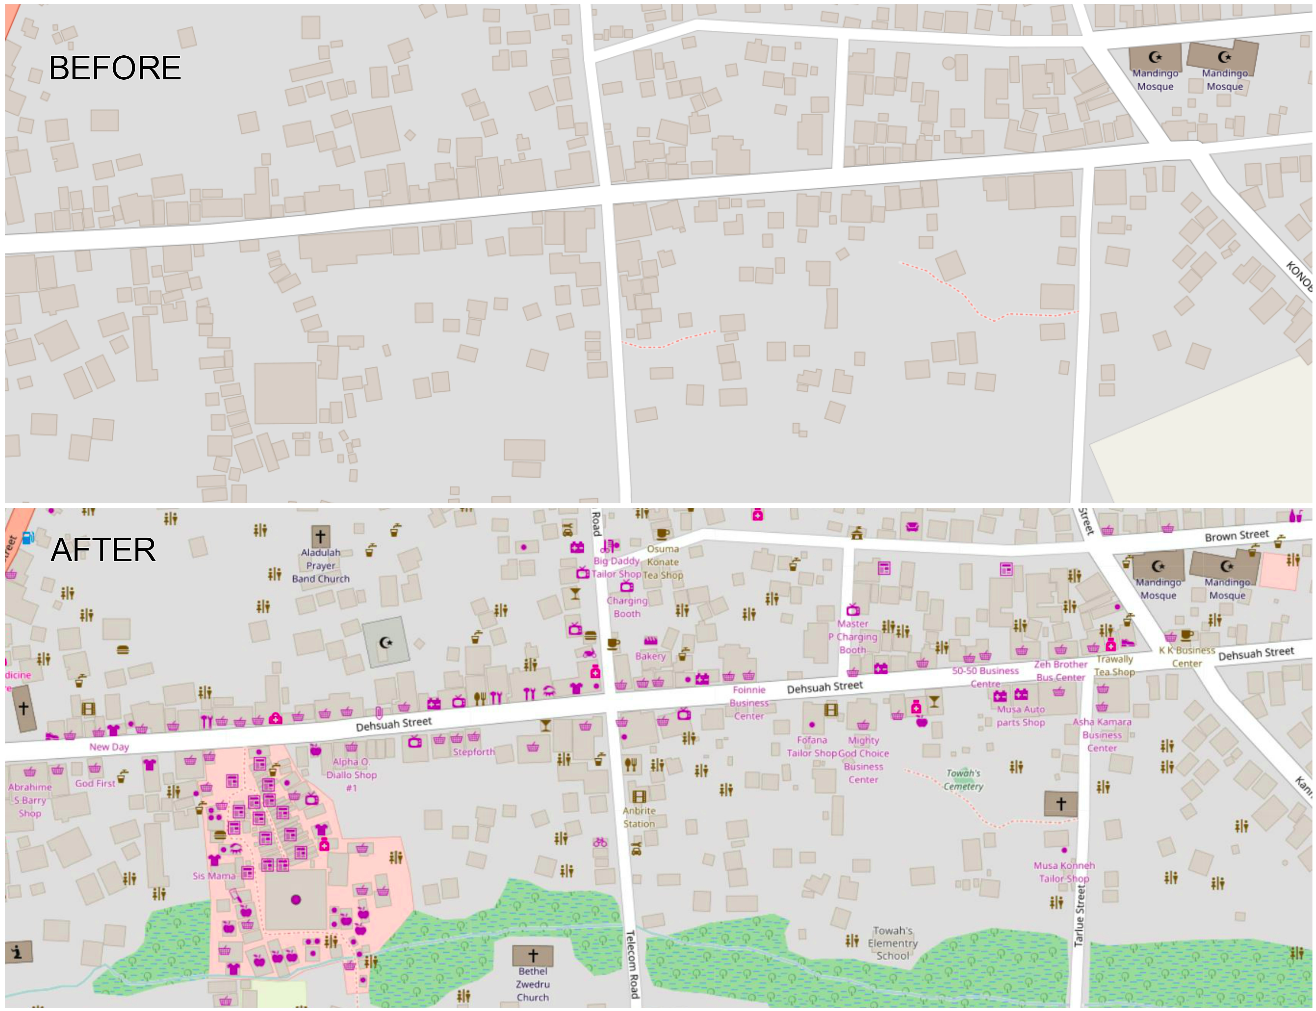 BEFORE
Mandingo
Mosque
Mandingo
Mosque
AFTER
Road
Street
Brown Street
Aladulah
Prayer
Band Church
Big Daddy
Tailor Shop
Osuma
Konate
Tea Shop
Charging
Booth
Mandingo
Mosque
Mandingo
Mosque
Master
P Charging
Booth
Bakery
K K Business
Center
Dehsuah Street
Trawally
Tea Shop
Zeh Brother
Bus Center
50-50 Business
Centre
Dehsuah Street
Foinnie
Business
Center
Musa Auto
parts Shop
Dehsuah Street
New Day
Stepforth
Fofana
Tailor Shop
Mighty
God Choice
Business
Center
Asha Kamara
Business
Center
Alpha O
Diallo Shop
#1
God First
Abrahime
S Barry
Shop
Towah's
Cemetery
Anbrite
Station
Sis Mama
Musa Konneh
Tailor Shop
Tarlue Street
Towah's
Elementry
School
Telecom Road
Bethel
Zwedru
Church